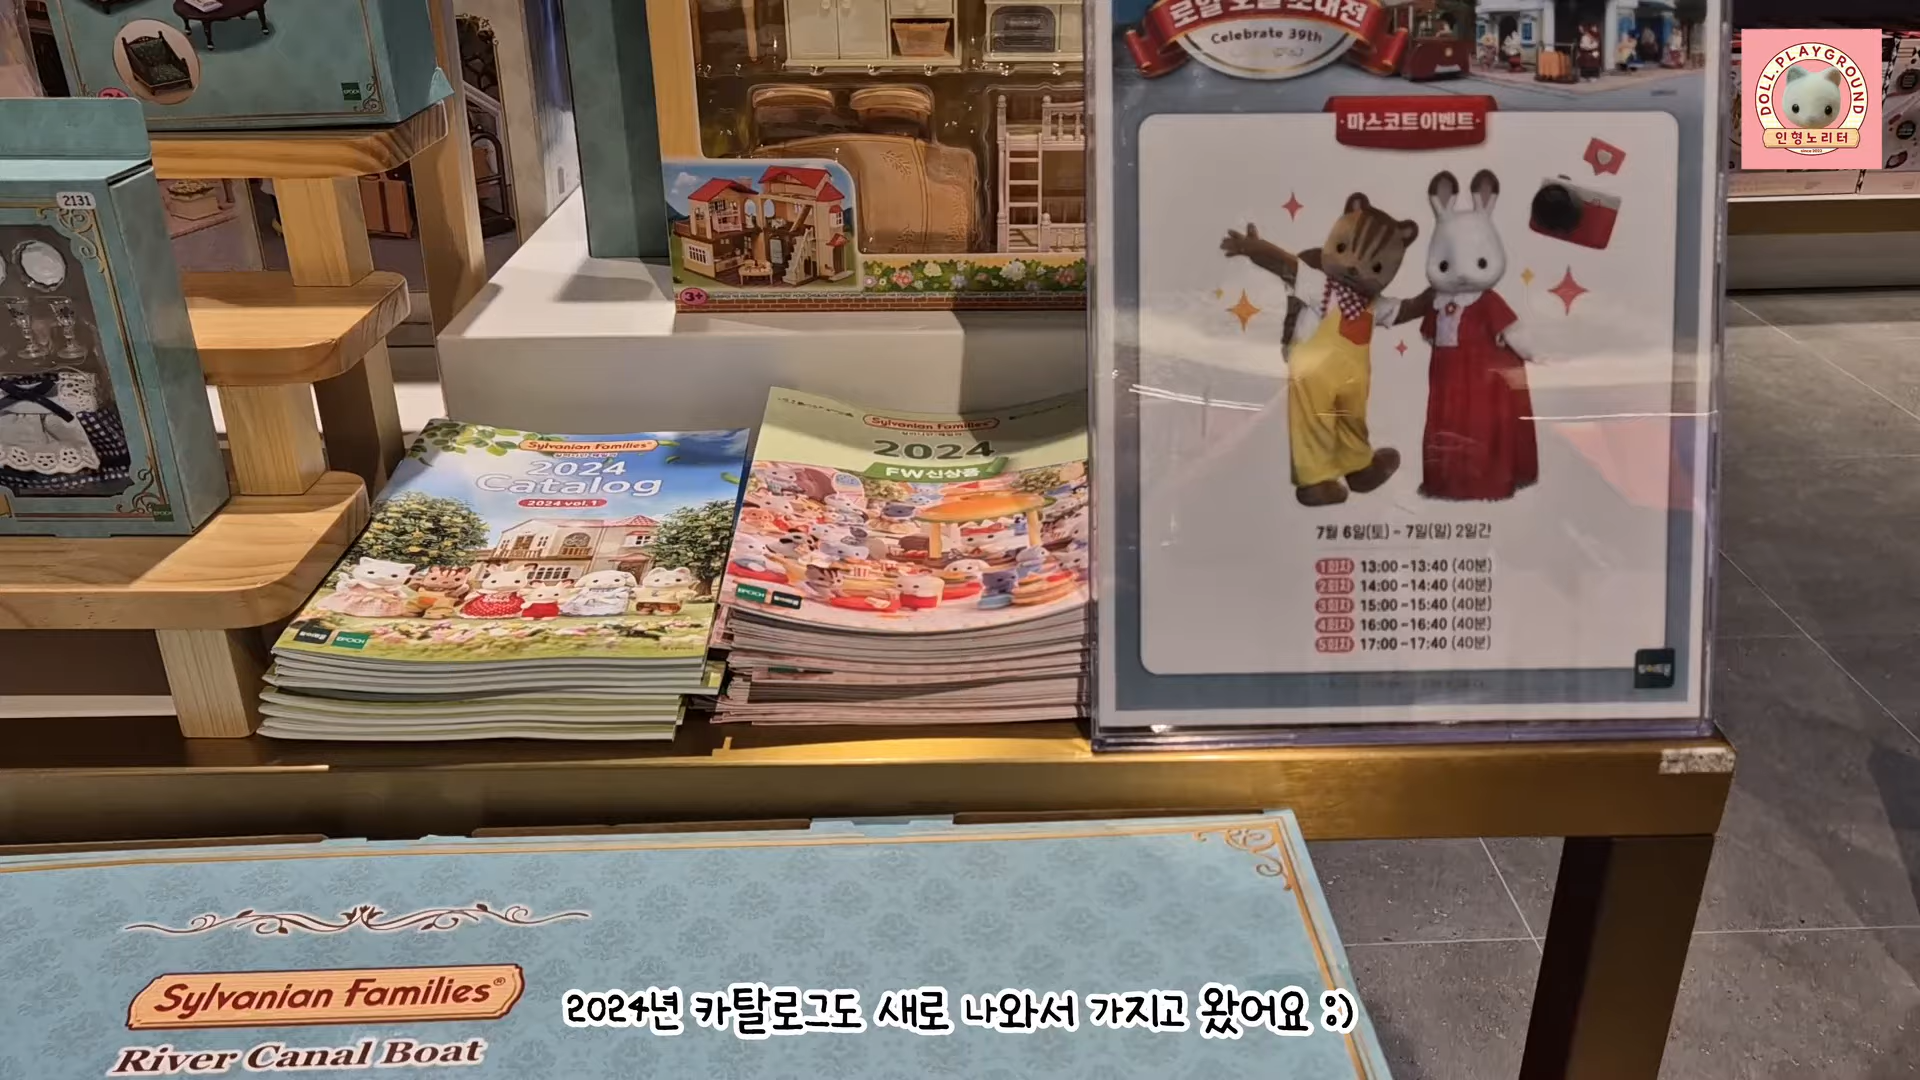 Celebrate 39th
DOLL.PLAYGROUND
인형노리터
·마스코트이벤트·
2131
3+
Sylvanian Families
2024
Catalog
2024 vol.1
EPOCH
Sylvanian Families
2024
FW신상품
EPOCH
7월 6일(토) - 7일(일) 2일간
1회차 13:00 - 13:40 (40분)
2회차 14:00 - 14:40 (40분)
3회차 15:00 - 15:40 (40분)
4회차 16:00 - 16:40 (40분)
5회차 17:00 - 17:40 (40분)
Sylvanian Families®
River Canal Boat
2024년 카탈로그도 새로 나와서 가지고 왔어요 :)